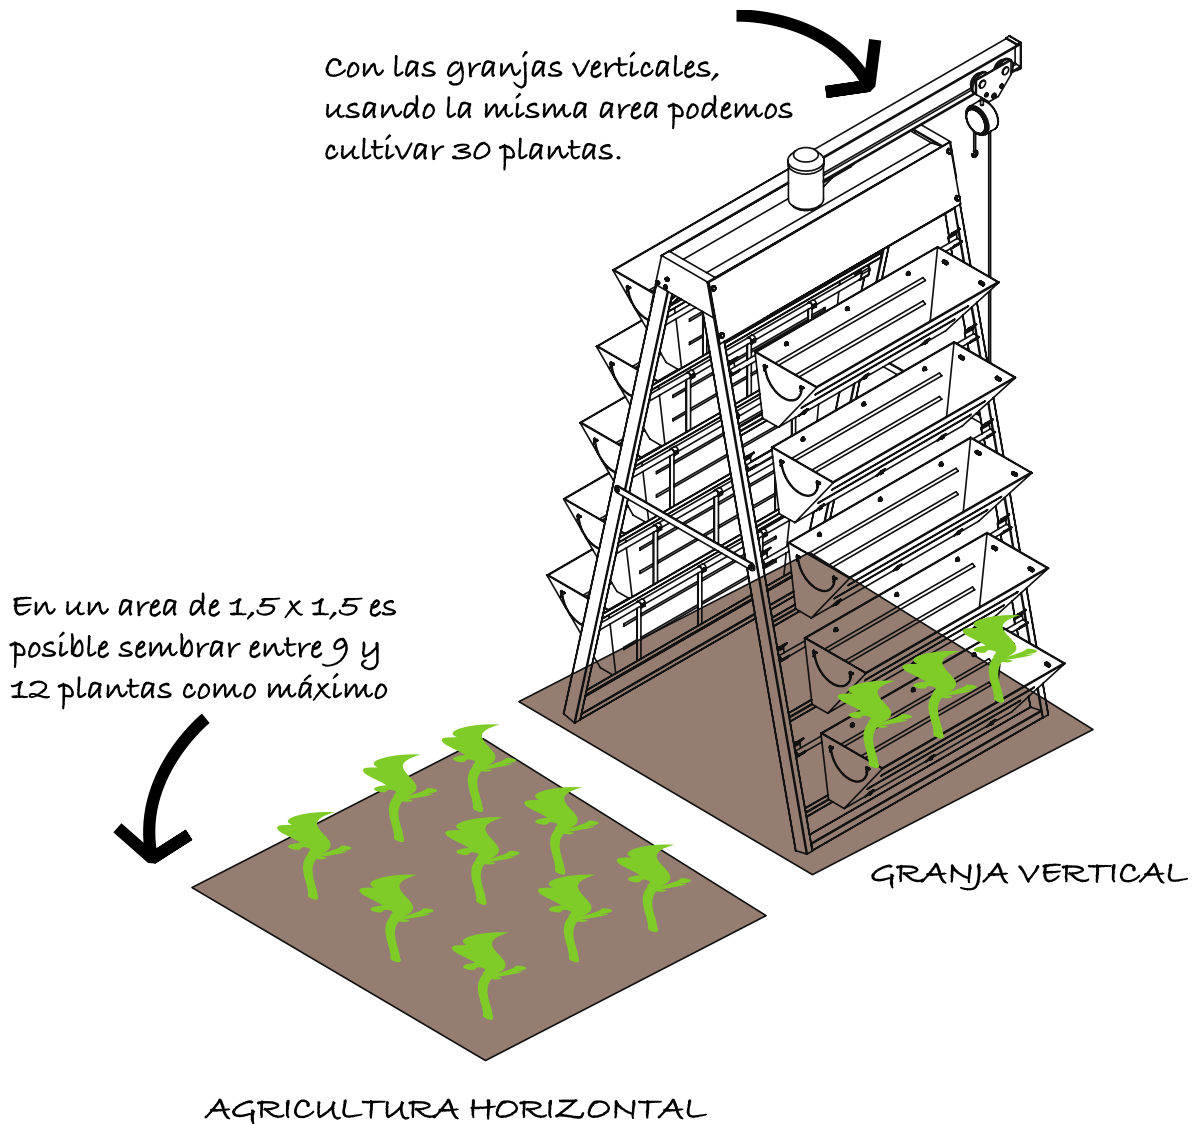 Con las granjas verticales,
usando la misma area podemos
cultivar 30 plantas.
En un area de 1,5 x 1,5 es
posible sembrar entre 9 y
12 plantas como máximo
GRANJA VERTICAL
AGRICULTURA HORIZONTAL